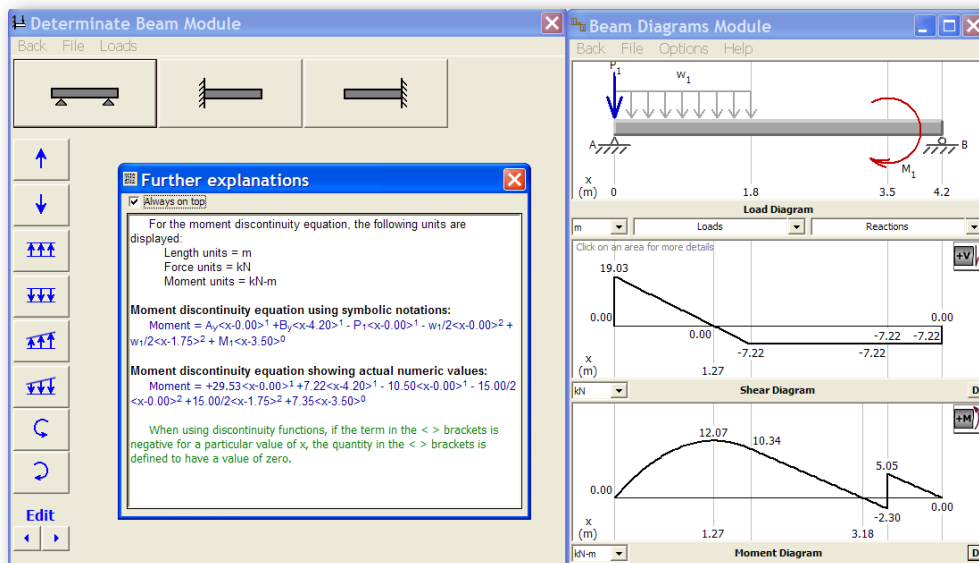 Determinate Beam Module
Back File Loads
Edit
Further explanations
Always on top
For the moment discontinuity equation, the following units are
displayed:
Length units = m
Force units = kN
Moment units = kN-m
Moment discontinuity equation using symbolic notations:
Moment = Ay<x-0.00>1 +By<x-4.20>1 - P1<x-0.00>1 - w1/2<x-0.00>2 +
w1/2<x-1.75>2 + M1<x-3.50>0
Moment discontinuity equation showing actual numeric values:
Moment = +29.53<x-0.00>1 +7.22<x-4.20>1 - 10.50<x-0.00>1 - 15.00/2
<x-0.00>2 +15.00/2<x-1.75>2 +7.35<x-3.50>0
When using discontinuity functions, if the term in the < > brackets is
negative for a particular value of x, the quantity in the < > brackets is
defined to have a value of zero.
Beam Diagrams Module
Back File Options Help
P1
w1
A
B
M1
x
(m) 0 1.8 3.5 4.2
Load Diagram
m Loads Reactions
Click on an area for more details
+V
19.03
0.00 0.00
0.00 -7.22 -7.22
-7.22 -7.22
x
(m) 1.27
kN Shear Diagram D
+M
12.07
10.34
5.05
0.00
-2.30 0.00
x
(m) 1.27 3.18
kN-m Moment Diagram D